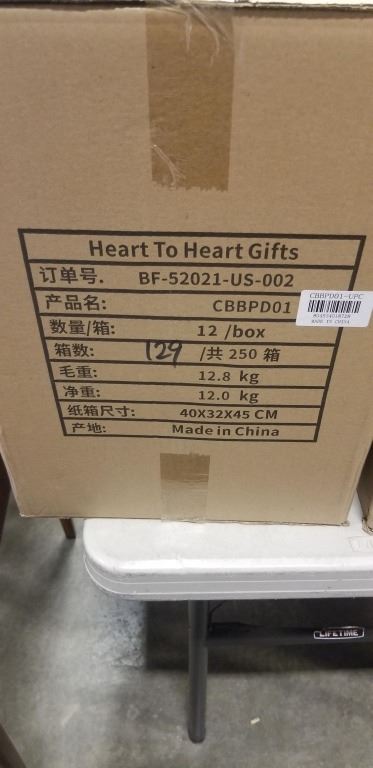 Heart To Heart Gifts
订单号. BF-52021-US-002
产品名: CBBPD01
数量/箱: 12 /box
箱数: 129 /共 250 箱
毛重: 12.8 kg
净重: 12.0 kg
纸箱尺寸: 40X32X45 CM
产地: Made in China
CBBPD01-UPC
MADE IN CHINA
LIFETIME